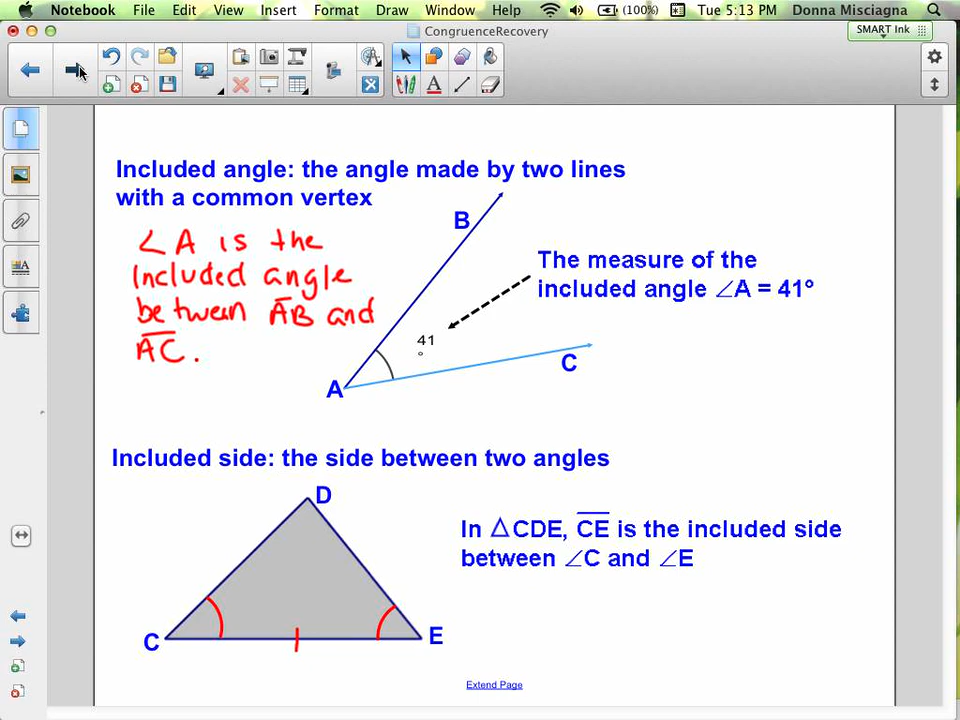 Notebook File Edit View Insert Format Draw Window Help (100%) Tue 5:13 PM Donna Misciagna
CongruenceRecovery
SMART Ink
Included angle: the angle made by two lines
with a common vertex
∠A is the
included angle
between A̅B̅ and
A̅C̅.
B
The measure of the
included angle ∠A = 41°
41
°
C
A
Included side: the side between two angles
D
In △CDE, C̅E̅ is the included side
between ∠C and ∠E
C
E
Extend Page